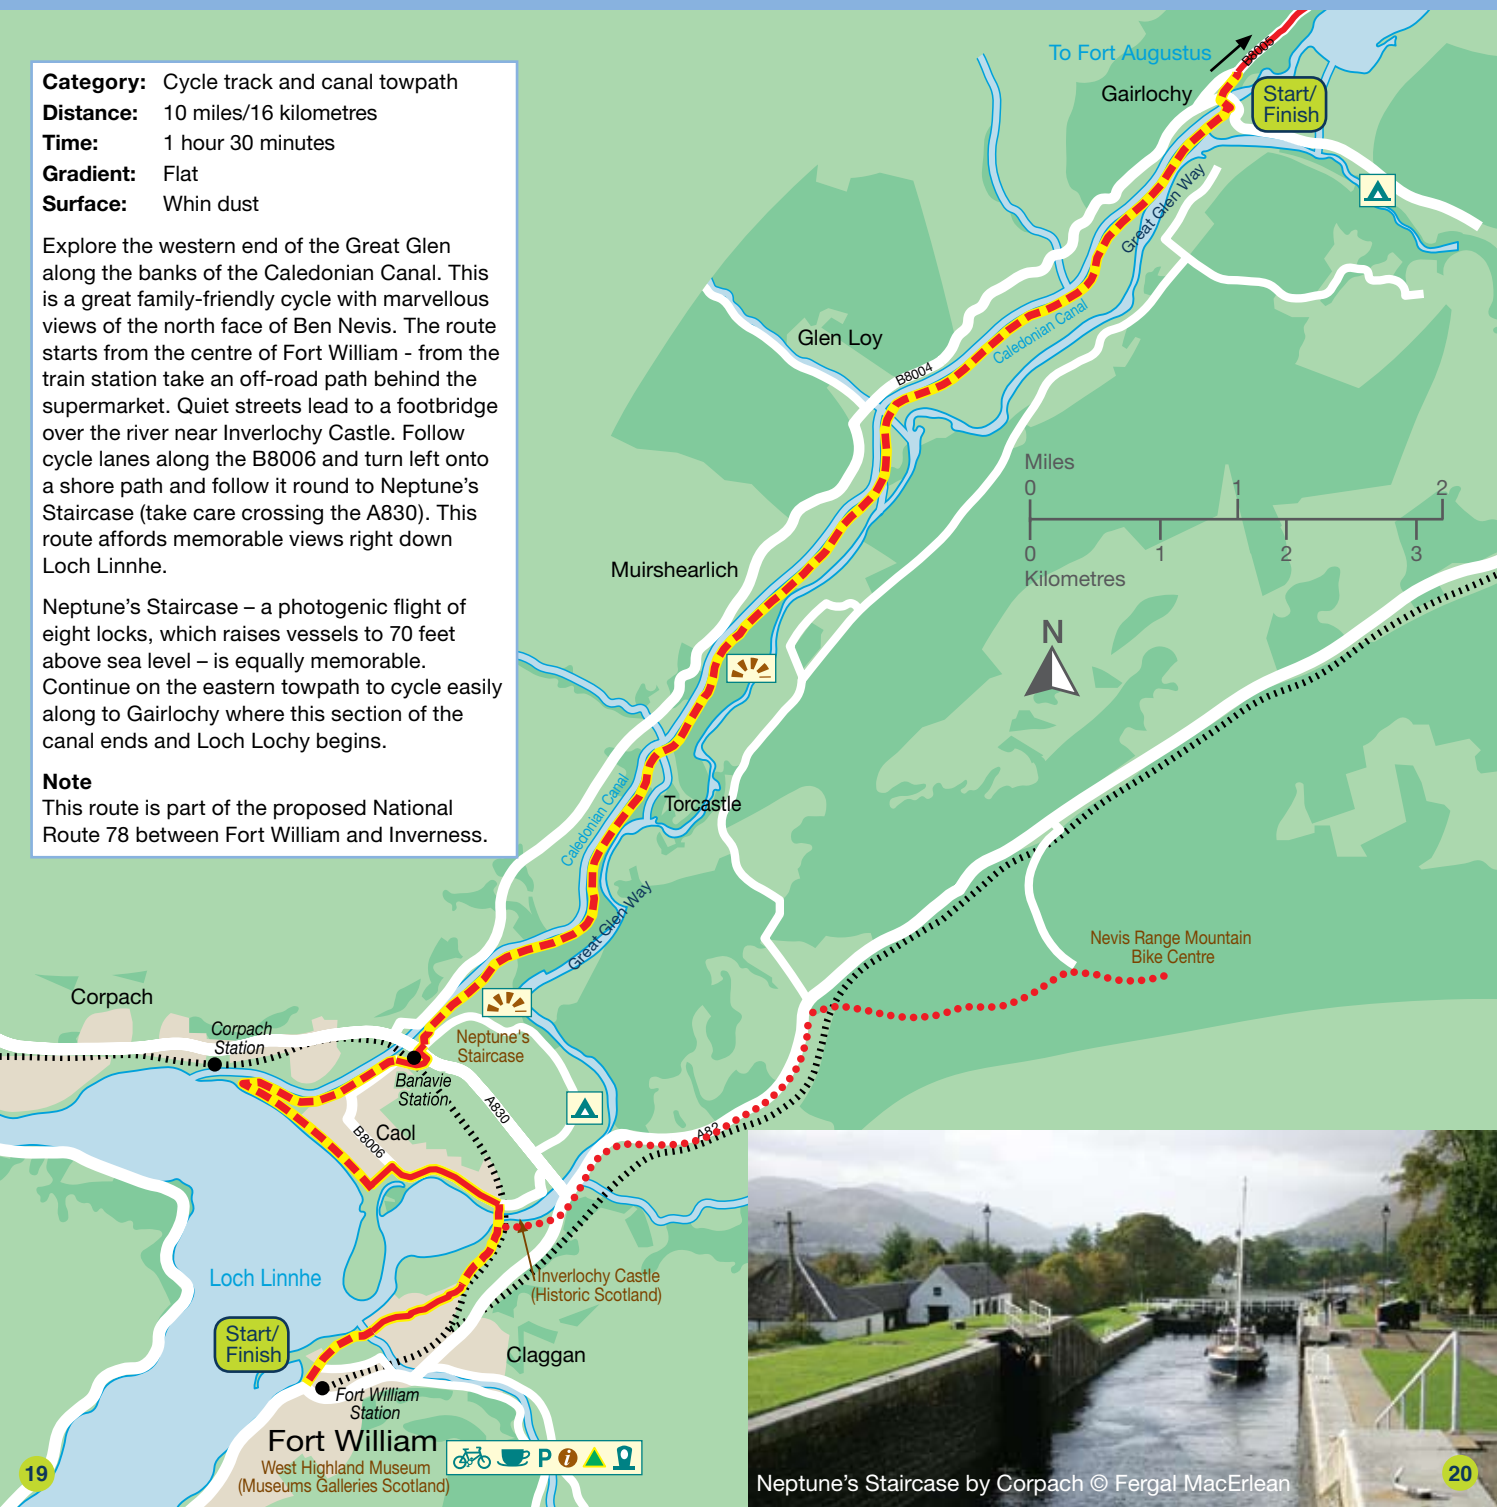 Category: Cycle track and canal towpath
Distance: 10 miles/16 kilometres
Time: 1 hour 30 minutes
Gradient: Flat
Surface: Whin dust
Explore the western end of the Great Glen
along the banks of the Caledonian Canal. This
is a great family-friendly cycle with marvellous
views of the north face of Ben Nevis. The route
starts from the centre of Fort William - from the
train station take an off-road path behind the
supermarket. Quiet streets lead to a footbridge
over the river near Inverlochy Castle. Follow
cycle lanes along the B8006 and turn left onto
a shore path and follow it round to Neptune's
Staircase (take care crossing the A830). This
route affords memorable views right down
Loch Linnhe.
Neptune's Staircase – a photogenic flight of
eight locks, which raises vessels to 70 feet
above sea level – is equally memorable.
Continue on the eastern towpath to cycle easily
along to Gairlochy where this section of the
canal ends and Loch Lochy begins.
Note
This route is part of the proposed National
Route 78 between Fort William and Inverness.
To Fort Augustus
B8005
Gairlochy
Start/
Finish
Great Glen Way
Caledonian Canal
Glen Loy
B8004
Miles
0 1 2
0 1 2 3
Kilometres
N
Muirshearlich
Torcastle
Caledonian Canal
Great Glen Way
Nevis Range Mountain
Bike Centre
Corpach
Corpach
Station
Neptune's
Staircase
Banavie
Station
A830
B8006
Caol
A82
Loch Linnhe
Inverlochy Castle
(Historic Scotland)
Start/
Finish
Claggan
Fort William
Station
Fort William
West Highland Museum
(Museums Galleries Scotland)
P i
19
Neptune's Staircase by Corpach © Fergal MacErlean
20